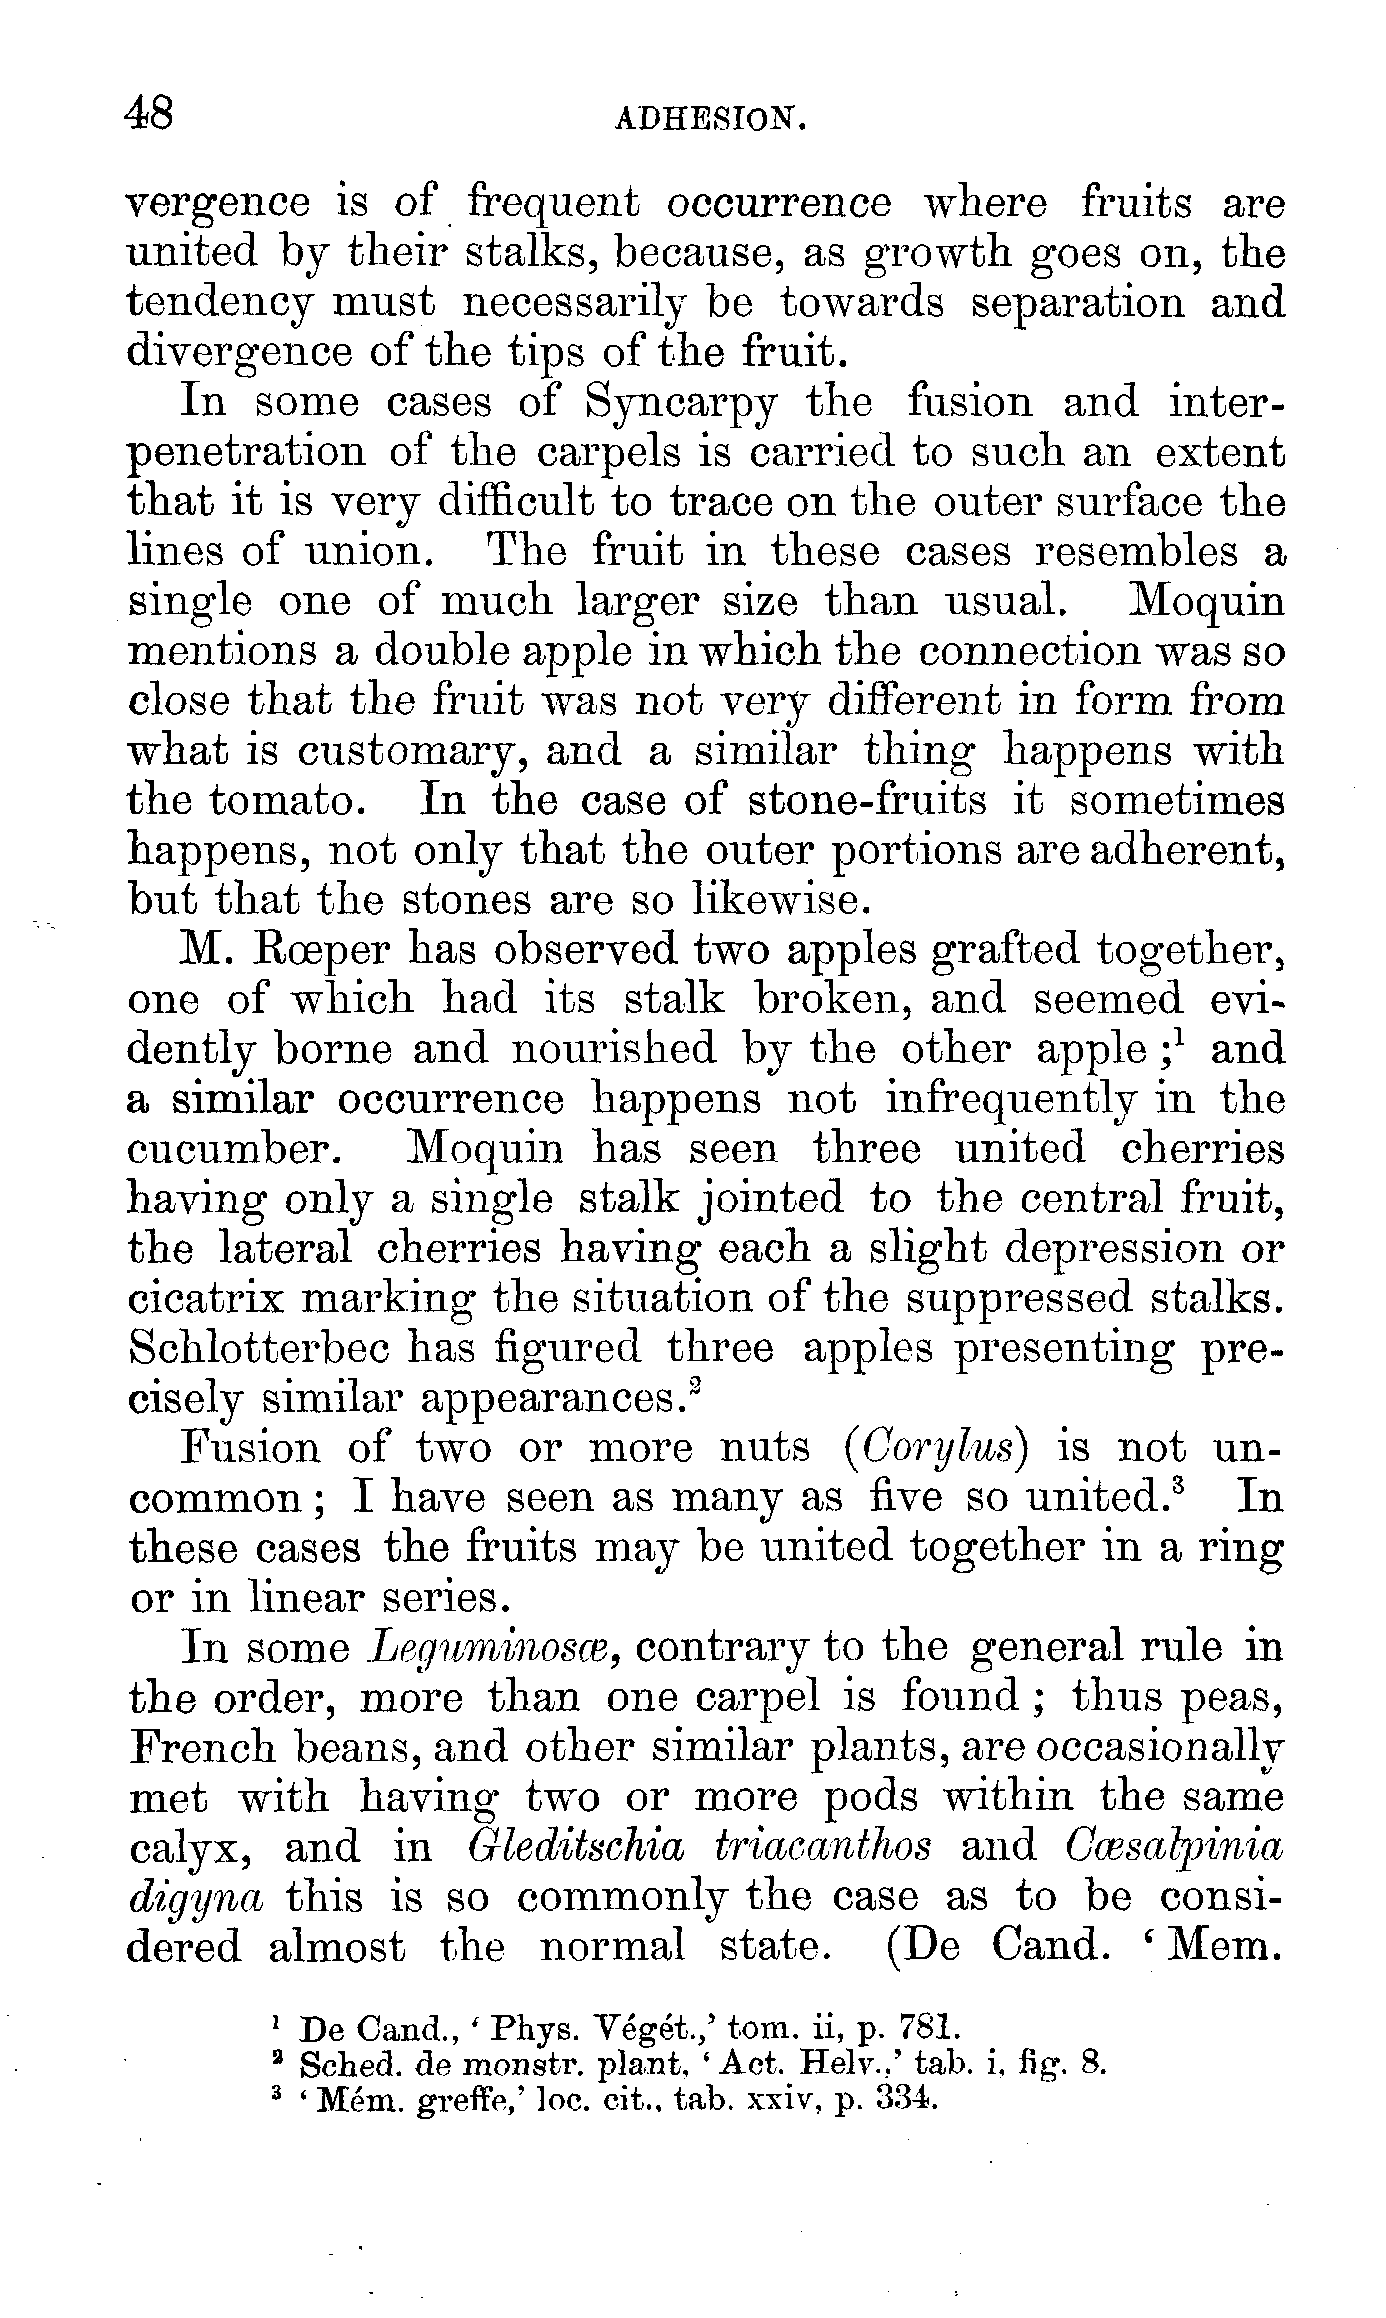 48 ADHESION.
vergence is of frequent occurrence where fruits are
united by their stalks, because, as growth goes on, the
tendency must necessarily be towards separation and
divergence of the tips of the fruit.
In some cases of Syncarpy the fusion and inter-
penetration of the carpels is carried to such an extent
that it is very difficult to trace on the outer surface the
lines of union. The fruit in these cases resembles a
single one of much larger size than usual. Moquin
mentions a double apple in which the connection was so
close that the fruit was not very different in form from
what is customary, and a similar thing happens with
the tomato. In the case of stone-fruits it sometimes
happens, not only that the outer portions are adherent,
but that the stones are so likewise.
M. Rœper has observed two apples grafted together,
one of which had its stalk broken, and seemed evi-
dently borne and nourished by the other apple ;¹ and
a similar occurrence happens not infrequently in the
cucumber. Moquin has seen three united cherries
having only a single stalk jointed to the central fruit,
the lateral cherries having each a slight depression or
cicatrix marking the situation of the suppressed stalks.
Schlotterbec has figured three apples presenting pre-
cisely similar appearances.²
Fusion of two or more nuts (Corylus) is not un-
common ; I have seen as many as five so united.³ In
these cases the fruits may be united together in a ring
or in linear series.
In some Leguminosæ, contrary to the general rule in
the order, more than one carpel is found ; thus peas,
French beans, and other similar plants, are occasionally
met with having two or more pods within the same
calyx, and in Gleditschia triacanthos and Cæsalpinia
digyna this is so commonly the case as to be consi-
dered almost the normal state. (De Cand. ‘ Mem.
¹ De Cand., ‘ Phys. Végét.,’ tom. ii, p. 781.
² Sched. de monstr. plant, ‘ Act. Helv.,’ tab. i, fig. 8.
³ ‘ Mém. greffe,’ loc. cit., tab. xxiv, p. 334.